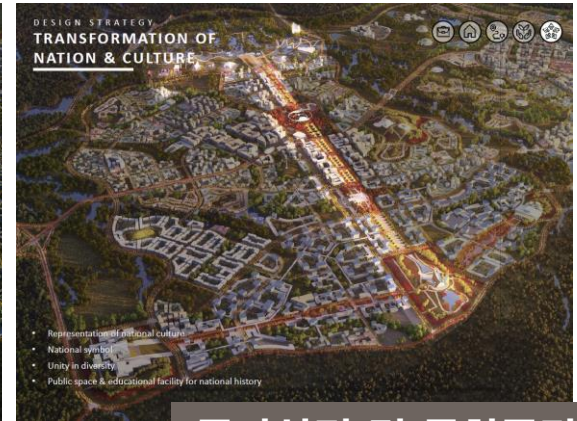 DESIGN STRATEGY
TRANSFORMATION OF
NATION & CULTURE
• Representation of national culture
• National symbol
• Unity in diversity
• Public space & educational facility for national history